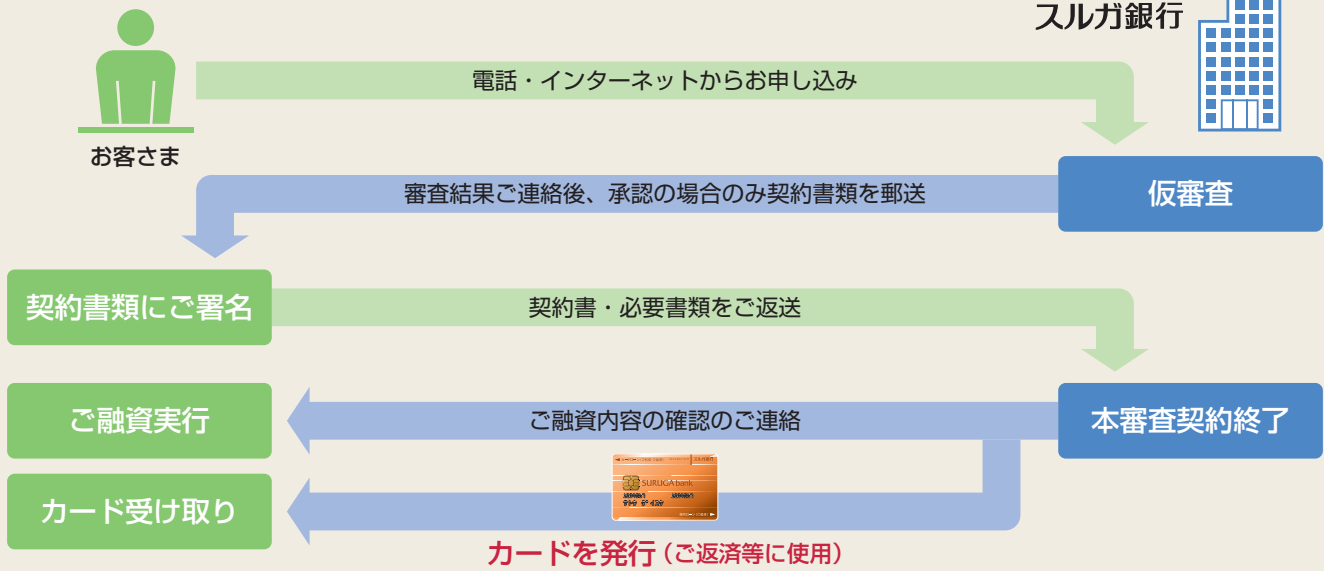 スルガ銀行
電話・インターネットからお申し込み
お客さま
審査結果ご連絡後、承認の場合のみ契約書類を郵送
仮審査
契約書類にご署名
契約書・必要書類をご返送
ご融資実行
ご融資内容の確認のご連絡
本審査契約終了
スルガ銀行
SURUGA bank
カード受け取り
カードを発行(ご返済等に使用)